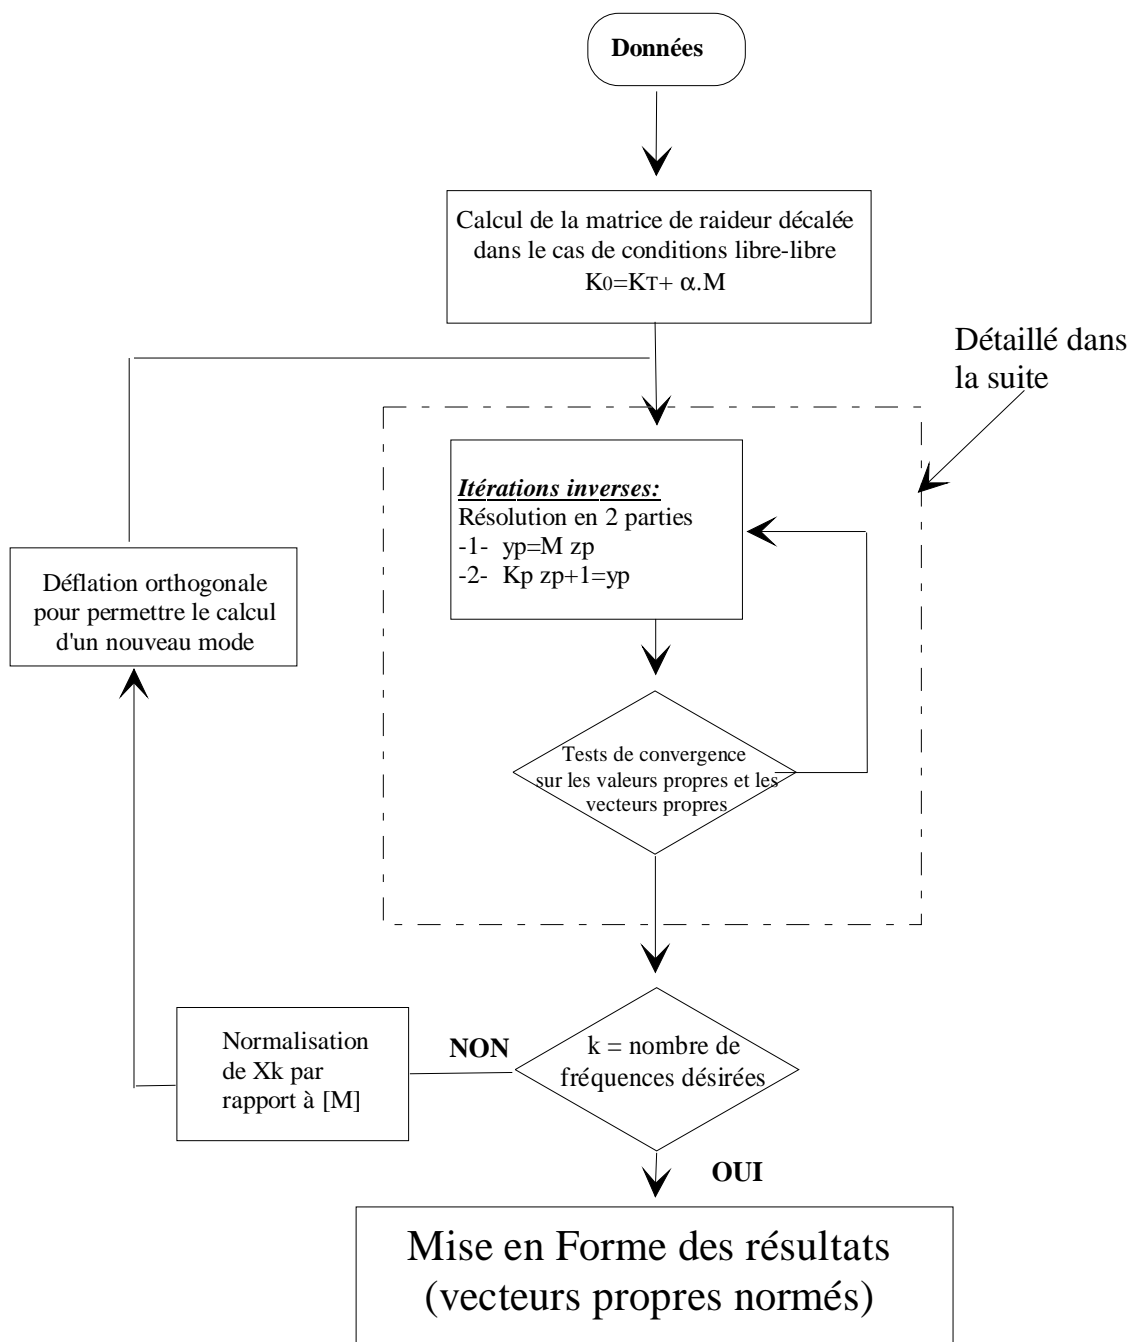 Données
Calcul de la matrice de raideur décalée
dans le cas de conditions libre-libre
K0=KT+ α.M
Détaillé dans
la suite
Itérations inverses:
Résolution en 2 parties
-1- yp=M zp
-2- Kp zp+1=yp
Déflation orthogonale
pour permettre le calcul
d'un nouveau mode
Tests de convergence
sur les valeurs propres et les
vecteurs propres
Normalisation
de Xk par
rapport à [M]
NON
k = nombre de
fréquences désirées
OUI
Mise en Forme des résultats
(vecteurs propres normés)